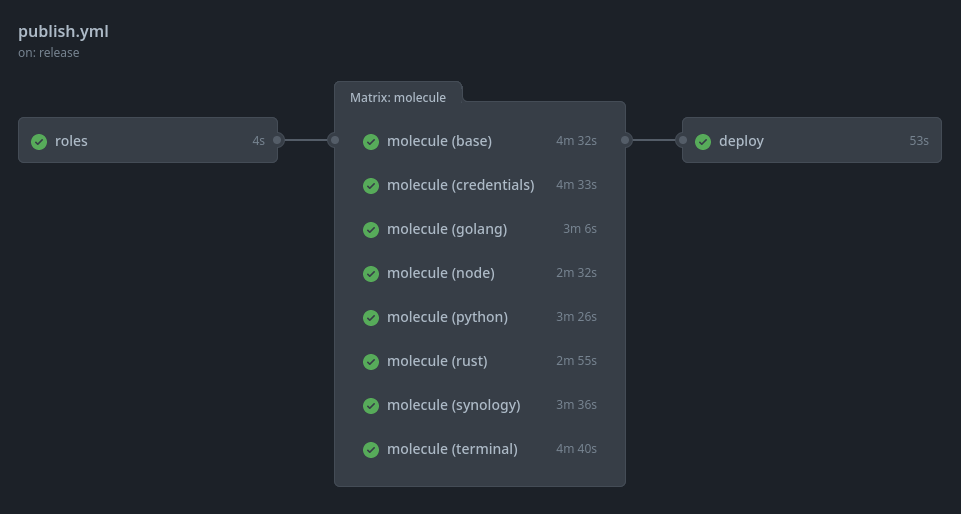 publish.yml
on: release
Matrix: molecule
roles 4s
molecule (base) 4m 32s
deploy 53s
molecule (credentials) 4m 33s
molecule (golang) 3m 6s
molecule (node) 2m 32s
molecule (python) 3m 26s
molecule (rust) 2m 55s
molecule (synology) 3m 36s
molecule (terminal) 4m 40s